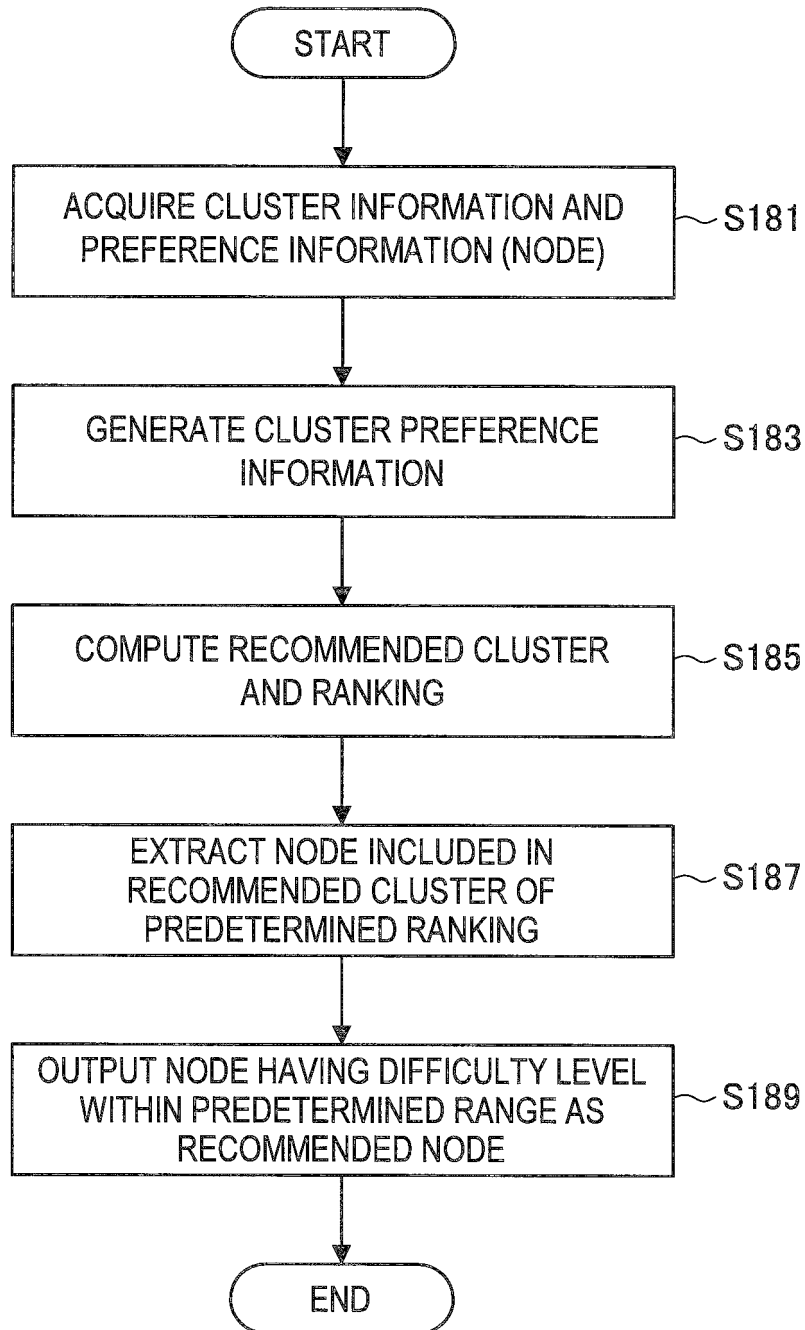 START
ACQUIRE CLUSTER INFORMATION AND
PREFERENCE INFORMATION (NODE)
S181
GENERATE CLUSTER PREFERENCE
INFORMATION
S183
COMPUTE RECOMMENDED CLUSTER
AND RANKING
S185
EXTRACT NODE INCLUDED IN
RECOMMENDED CLUSTER OF
PREDETERMINED RANKING
S187
OUTPUT NODE HAVING DIFFICULTY LEVEL
WITHIN PREDETERMINED RANGE AS
RECOMMENDED NODE
S189
END